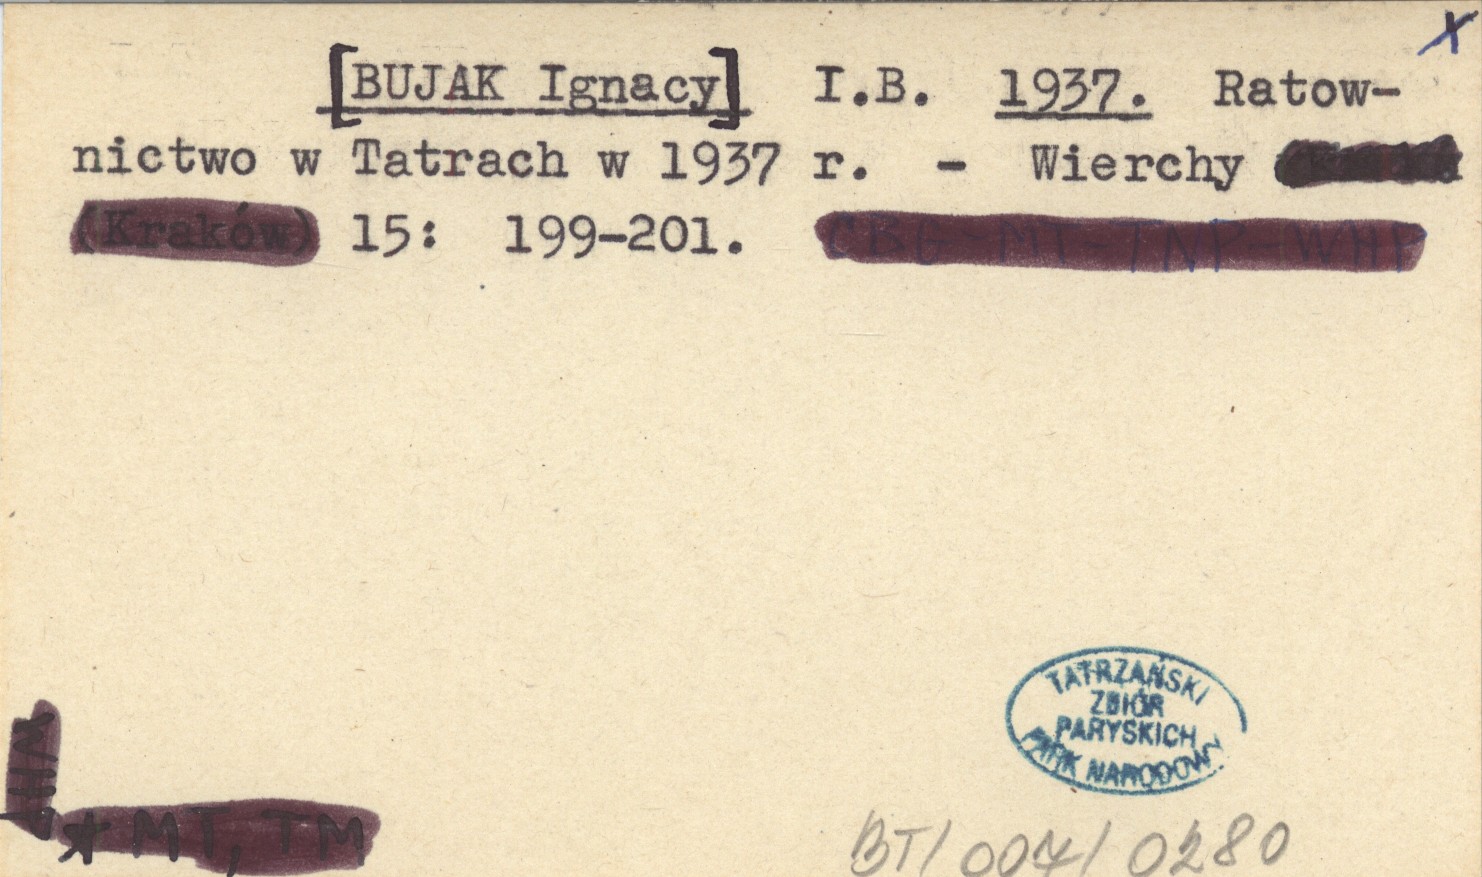 X
[BUJAK Ignacy] I.B. 1937. Ratow-
nictwo w Tatrach w 1937 r. - Wierchy
(Kraków) 15: 199-201. CBG-MT-TNP-WHP
TATRZAŃSKI
ZBIÓR
PARYSKICH
PARK NARODOWY
* MT, TM
BT/007/0280